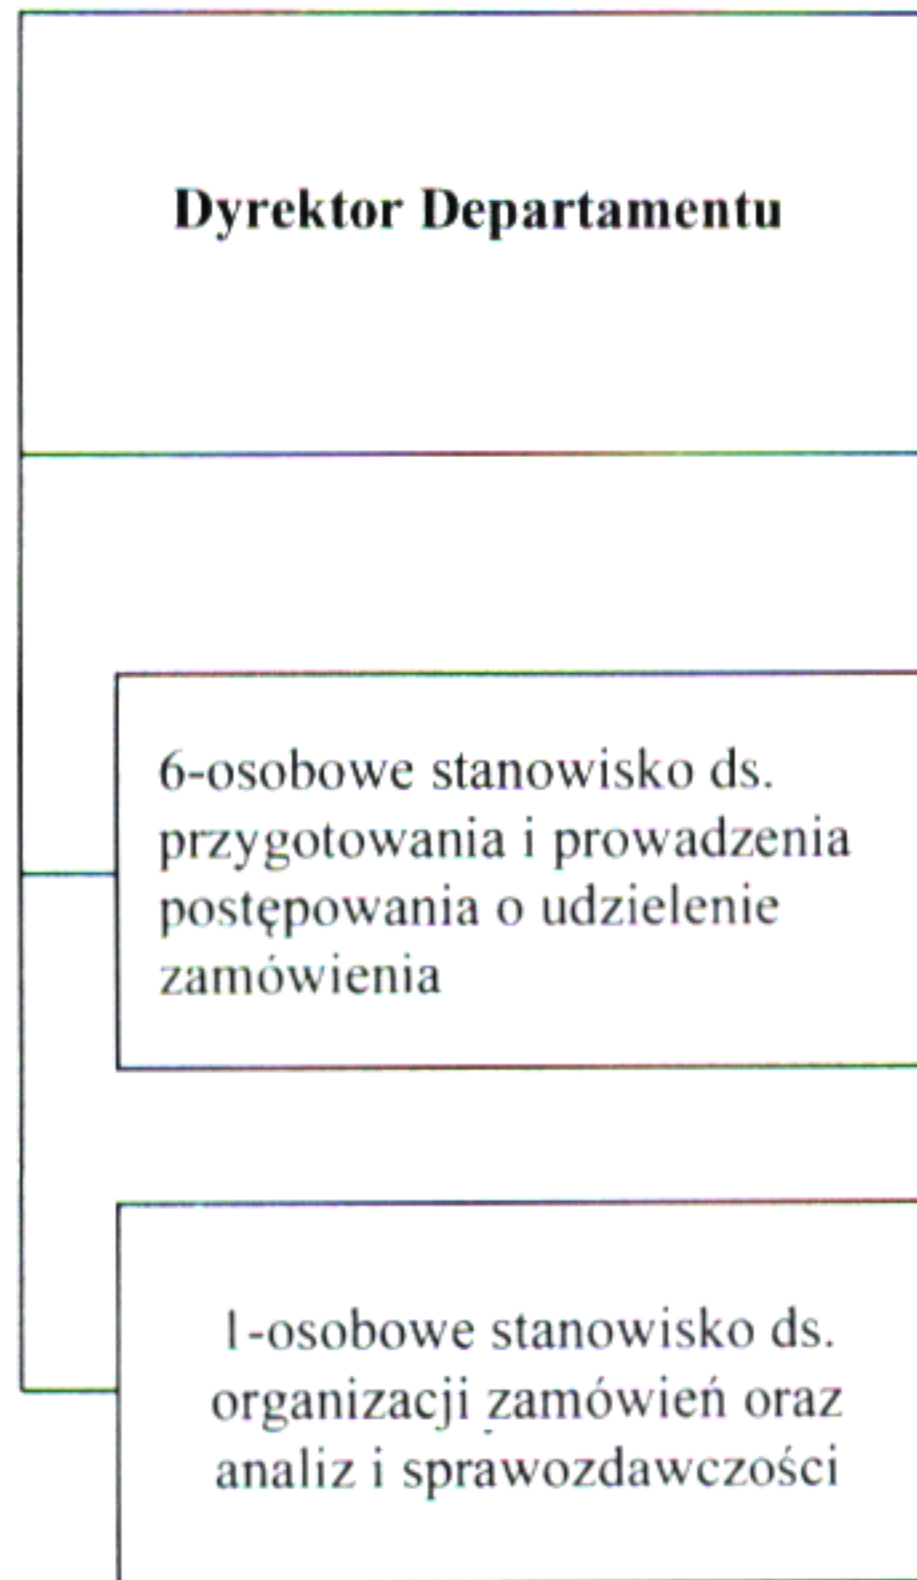 Dyrektor Departamentu
6-osobowe stanowisko ds.
przygotowania i prowadzenia
postępowania o udzielenie
zamówienia
1-osobowe stanowisko ds.
organizacji zamówień oraz
analiz i sprawozdawczości